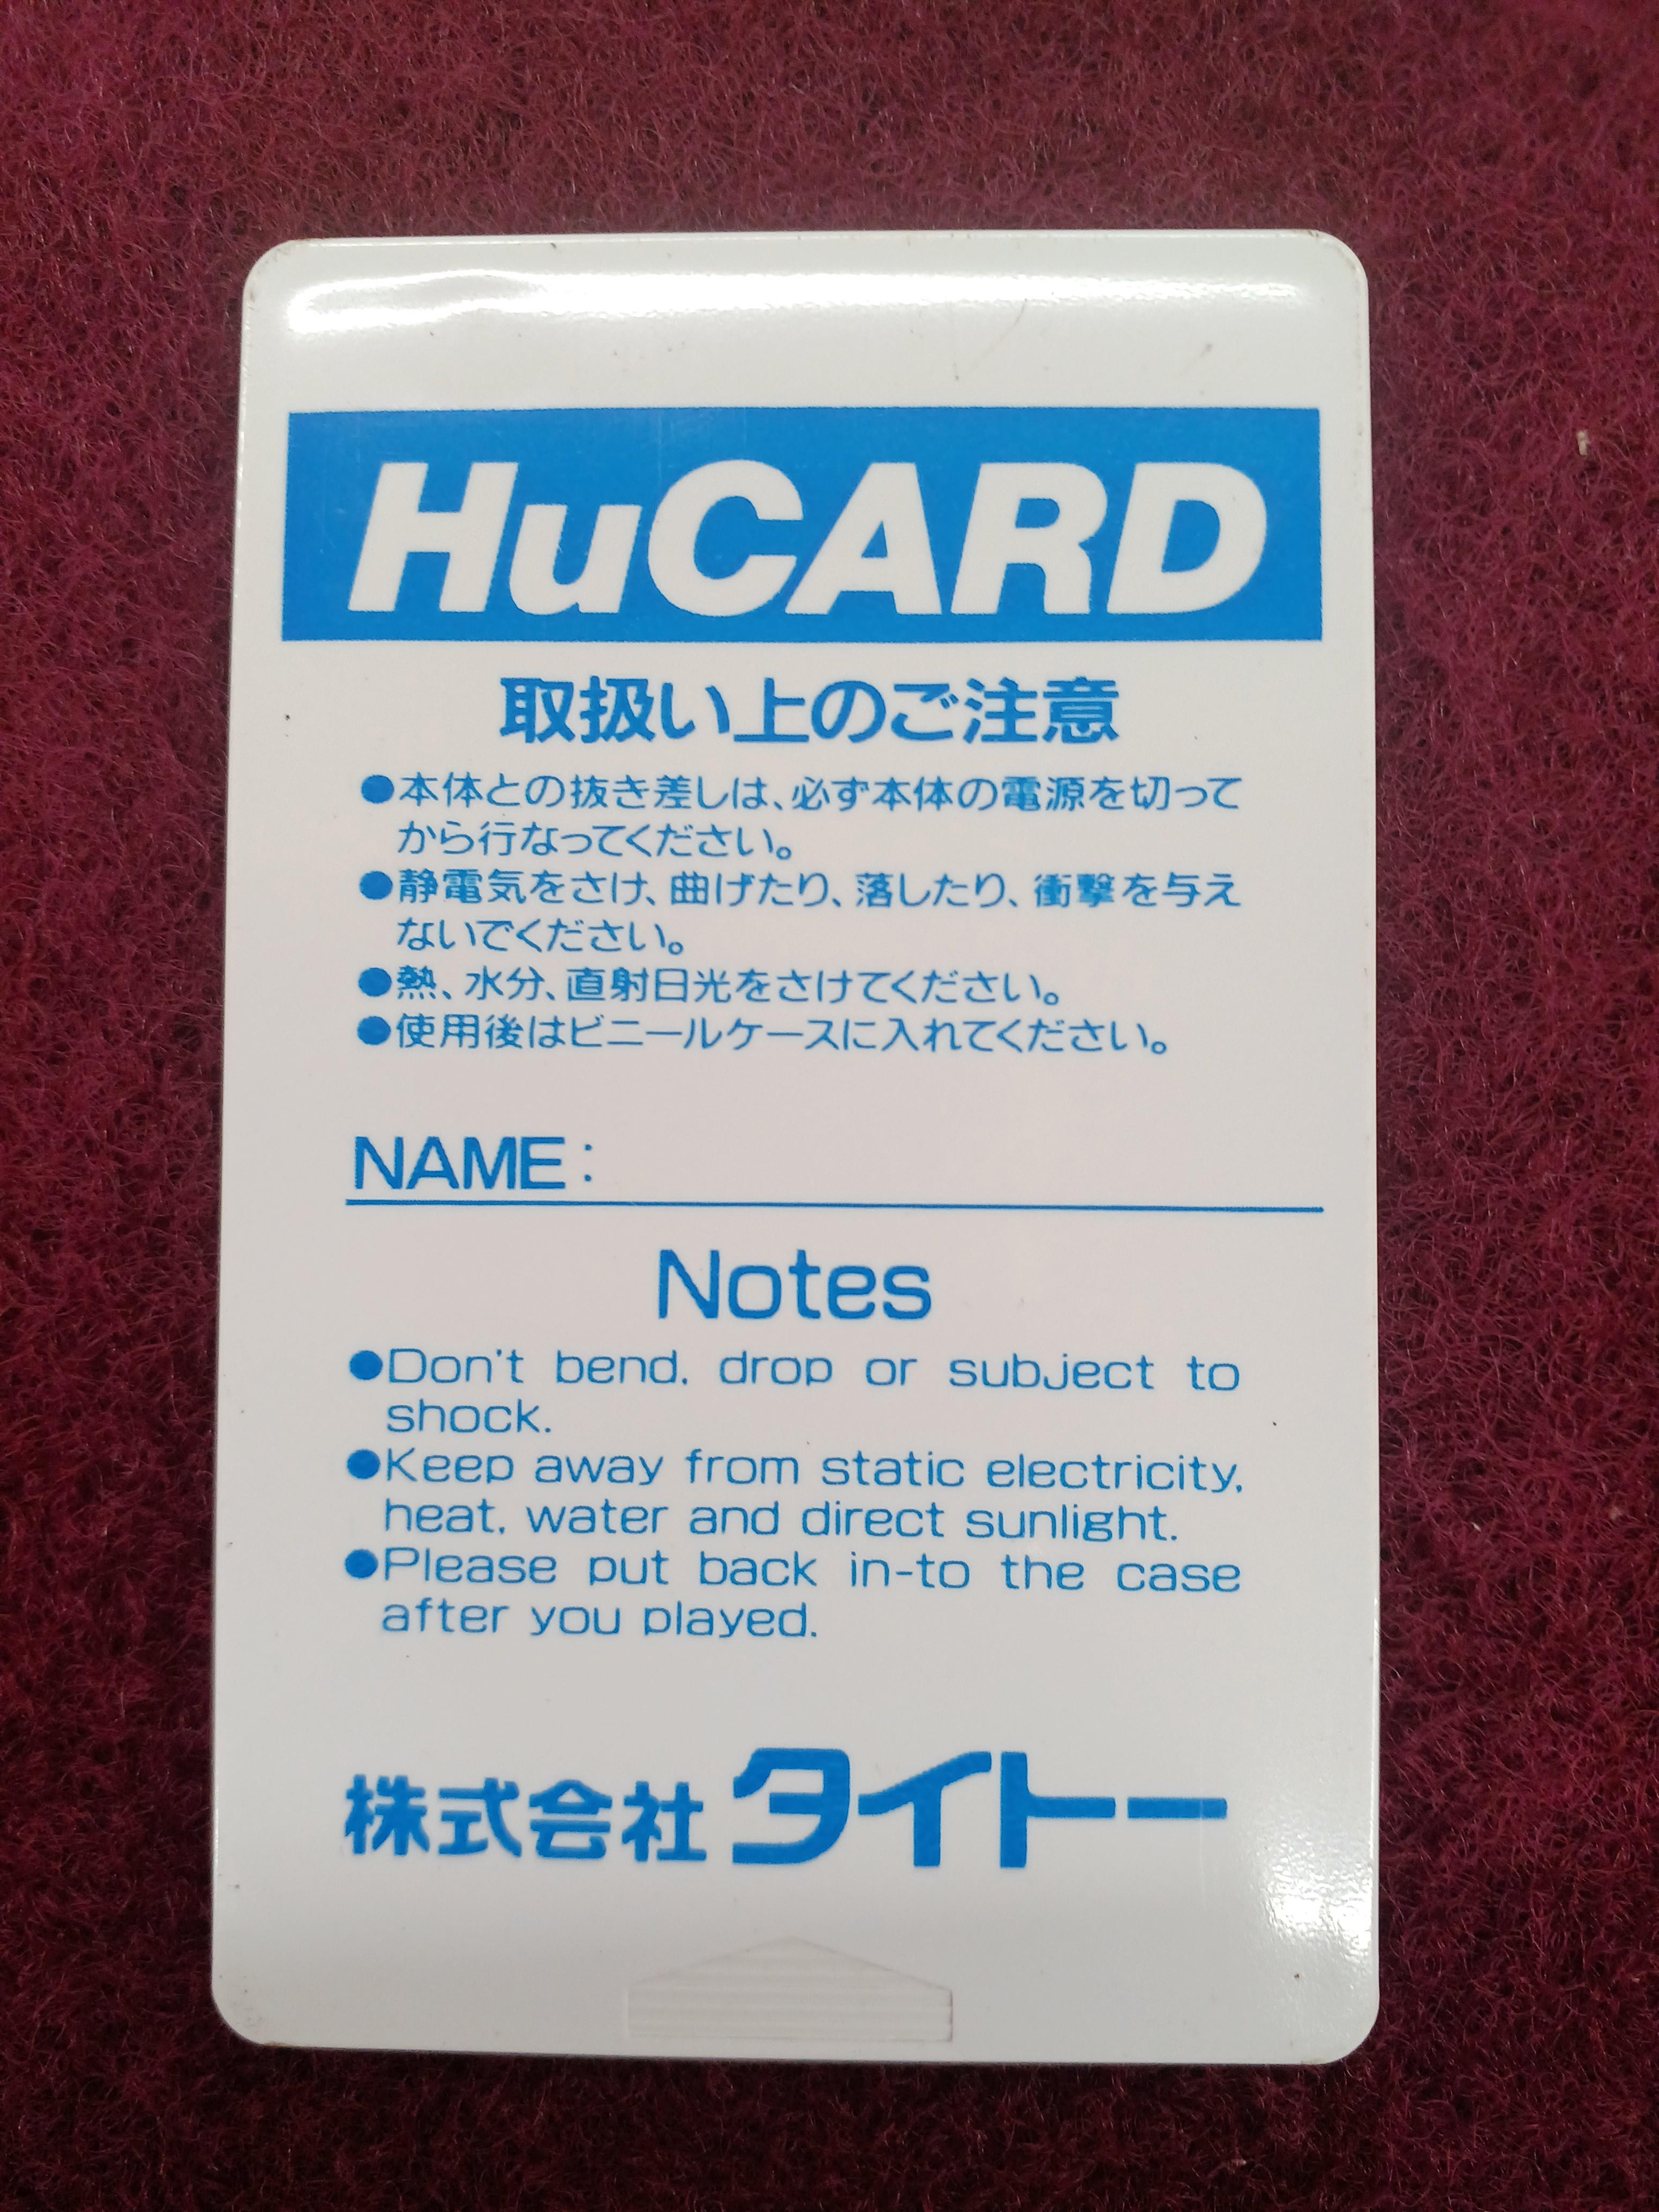 HuCARD
取扱い上のご注意
●本体との抜き差しは、必ず本体の電源を切って
から行なってください。
●静電気をさけ、曲げたり、落したり、衝撃を与え
ないでください。
●熱、水分、直射日光をさけてください。
●使用後はビニールケースに入れてください。
NAME:
Notes
●Don't bend, drop or subject to
shock.
●Keep away from static electricity,
heat, water and direct sunlight.
●Please put back in-to the case
after you played.
株式会社タイトー